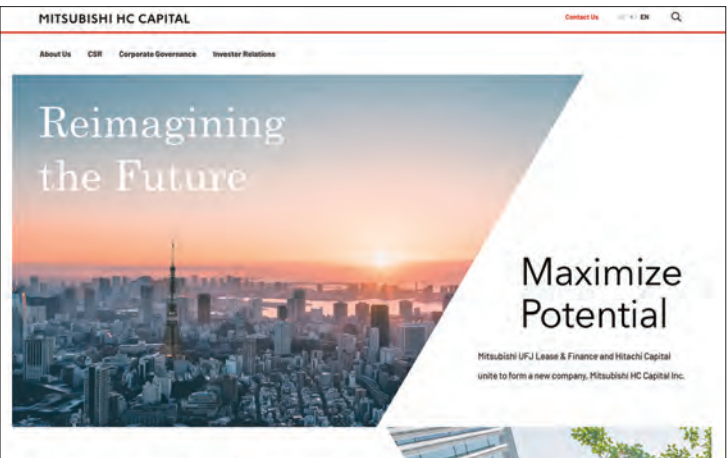 MITSUBISHI HC CAPITAL
Contact Us
EN
About Us CSR Corporate Governance Investor Relations
Reimagining
the Future
Maximize
Potential
Mitsubishi UFJ Lease & Finance and Hitachi Capital
unite to form a new company, Mitsubishi HC Capital Inc.